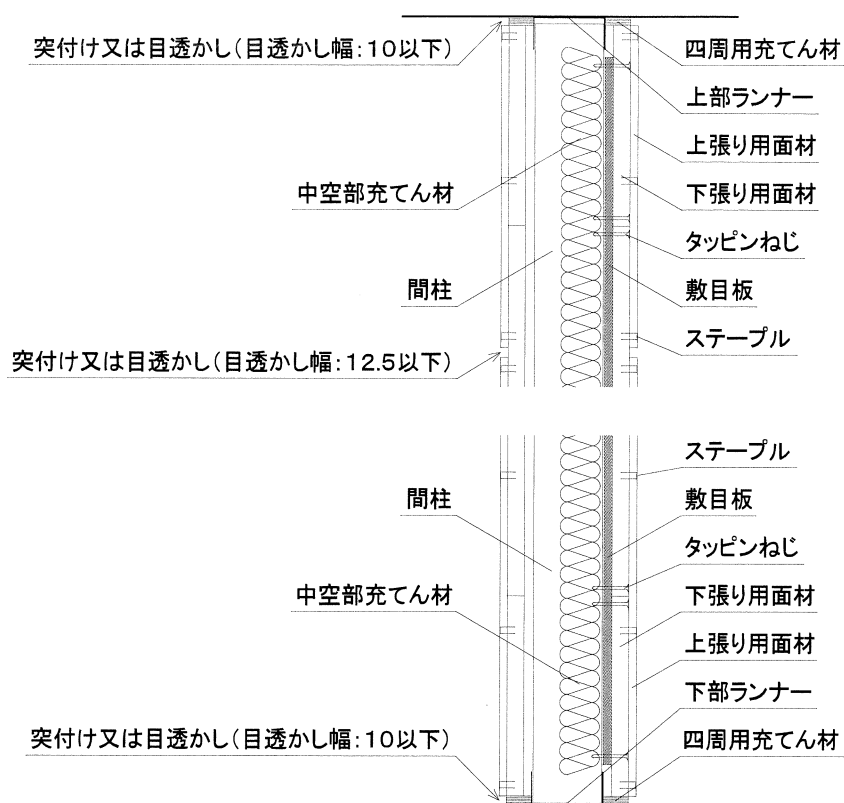 突付け又は目透かし(目透かし幅:10以下)
四周用充てん材
上部ランナー
上張り用面材
中空部充てん材
下張り用面材
タッピンねじ
間柱
敷目板
ステープル
突付け又は目透かし(目透かし幅:12.5以下)
ステープル
間柱
敷目板
タッピンねじ
中空部充てん材
下張り用面材
上張り用面材
下部ランナー
突付け又は目透かし(目透かし幅:10以下)
四周用充てん材